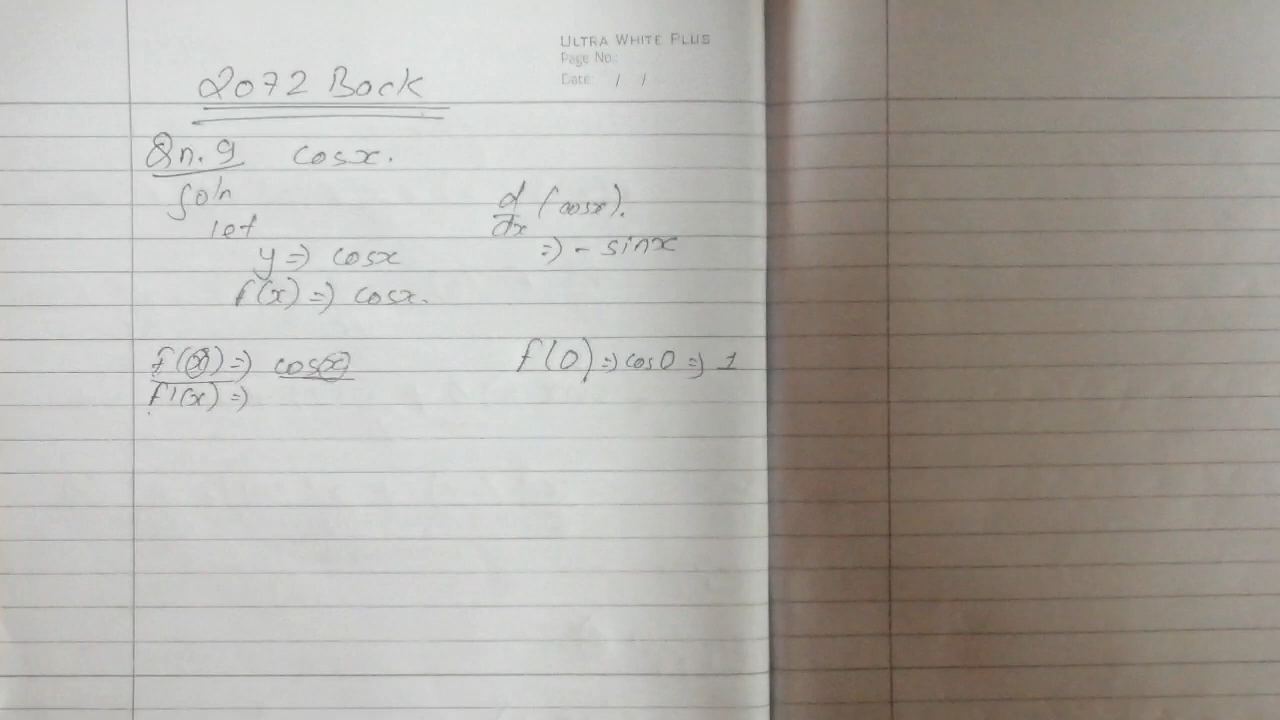 ULTRA WHITE PLUS
Page No.:
Date: / /
2072 Back
Qn. 9 cosx.
Soln
let
y => cosx
f(x) => cosx.
d/dx (cosx).
=> - sinx
f(x) => cos(x)
f'(x) =>
f(0) => cos0 => 1